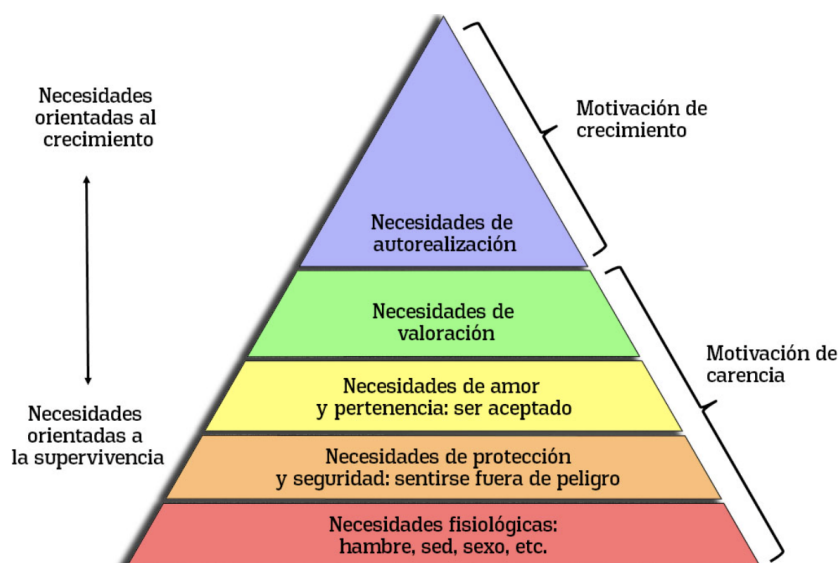 Necesidades
orientadas al
crecimiento
Motivación de
crecimiento
Necesidades de
autorealización
Necesidades de
valoración
Motivación de
carencia
Necesidades de amor
y pertenencia: ser aceptado
Necesidades
orientadas a
la supervivencia
Necesidades de protección
y seguridad: sentirse fuera de peligro
Necesidades fisiológicas:
hambre, sed, sexo, etc.